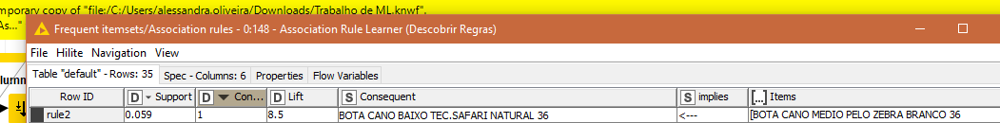 mporary copy of "file:/C:/Users/alessandra.oliveira/Downloads/Trabalho de ML.knwf".
As..."
Frequent itemsets/Association rules - 0:148 - Association Rule Learner (Descobrir Regras)
File Hilite Navigation View
Table "default" - Rows: 35 Spec - Columns: 6 Properties Flow Variables
Row ID D Support D Con... D Lift S Consequent S implies [...] Items
rule2 0.059 1 8.5 BOTA CANO BAIXO TEC.SAFARI NATURAL 36 <--- [BOTA CANO MEDIO PELO ZEBRA BRANCO 36